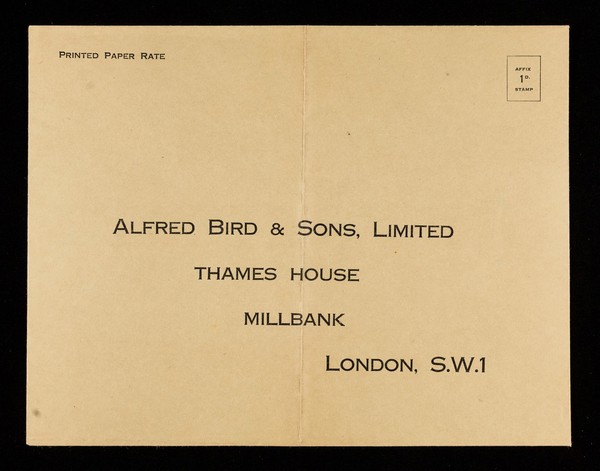 PRINTED PAPER RATE
AFFIX
1D.
STAMP
ALFRED BIRD & SONS, LIMITED
THAMES HOUSE
MILLBANK
LONDON, S.W.1